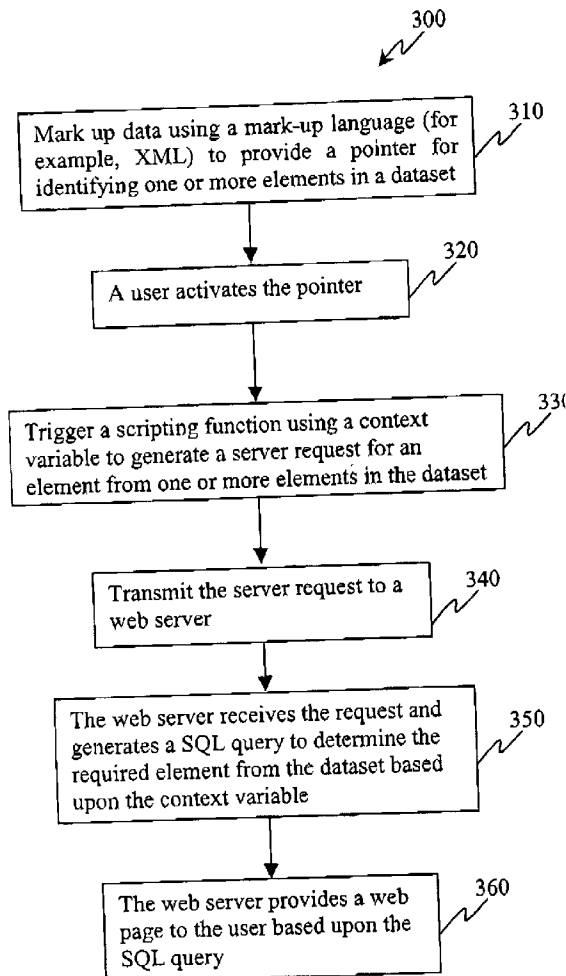 300
Mark up data using a mark-up language (for
example, XML) to provide a pointer for
identifying one or more elements in a dataset
310
A user activates the pointer
320
Trigger a scripting function using a context
variable to generate a server request for an
element from one or more elements in the dataset
330
Transmit the server request to a
web server
340
The web server receives the request and
generates a SQL query to determine the
required element from the dataset based
upon the context variable
350
The web server provides a web
page to the user based upon the
SQL query
360